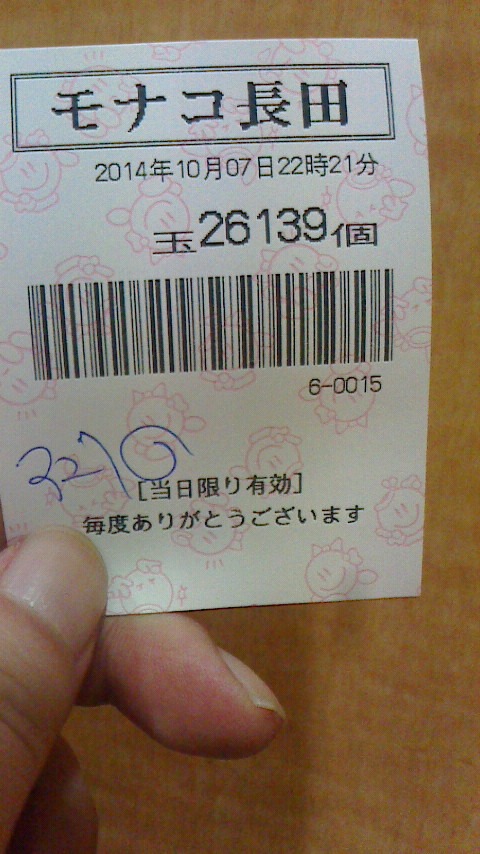 モナコ長田
2014年10月07日22時21分
玉26139個
6-0015
[当日限り有効]
毎度ありがとうございます